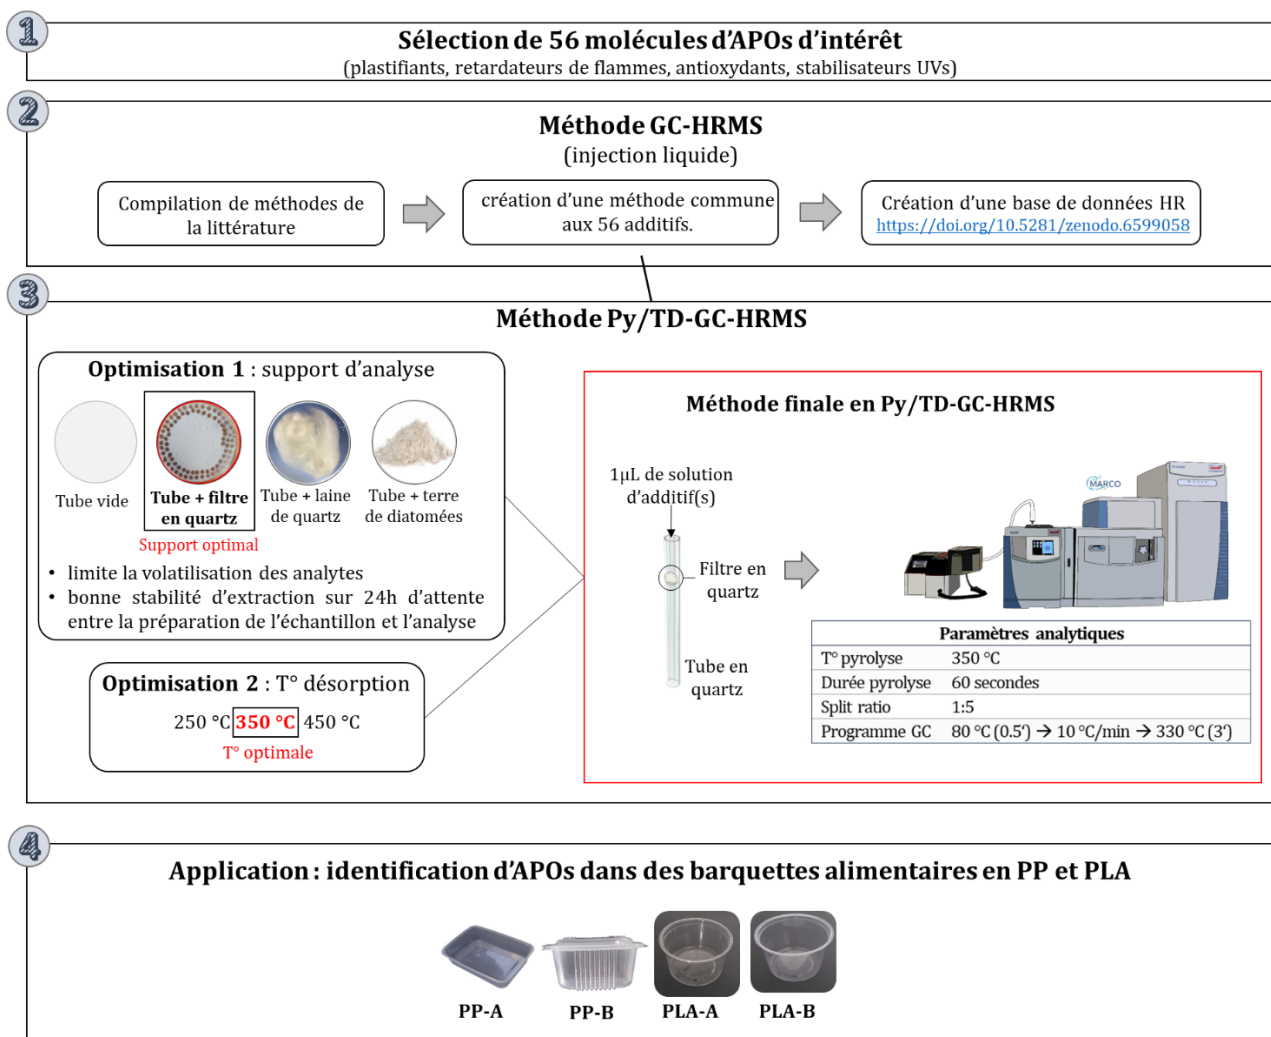 1
Sélection de 56 molécules d'APOs d'intérêt
(plastifiants, retardateurs de flammes, antioxydants, stabilisateurs UVs)
2
Méthode GC-HRMS
(injection liquide)
Compilation de méthodes de
la littérature
création d'une méthode commune
aux 56 additifs.
Création d'une base de données HR
https://doi.org/10.5281/zenodo.6599058
3
Méthode Py/TD-GC-HRMS
Optimisation 1 : support d'analyse
Tube vide
Tube + filtre
en quartz
Tube + laine
de quartz
Tube + terre
de diatomées
Support optimal
• limite la volatilisation des analytes
• bonne stabilité d'extraction sur 24h d'attente
entre la préparation de l'échantillon et l'analyse
Optimisation 2 : T° désorption
250 °C 350 °C 450 °C
T° optimale
Méthode finale en Py/TD-GC-HRMS
1µL de solution
d'additif(s)
Filtre en
quartz
Tube en
quartz
MARCO
Paramètres analytiques
T° pyrolyse 350 °C
Durée pyrolyse 60 secondes
Split ratio 1:5
Programme GC 80 °C (0.5') → 10 °C/min → 330 °C (3')
4
Application : identification d'APOs dans des barquettes alimentaires en PP et PLA
PP-A
PP-B
PLA-A
PLA-B